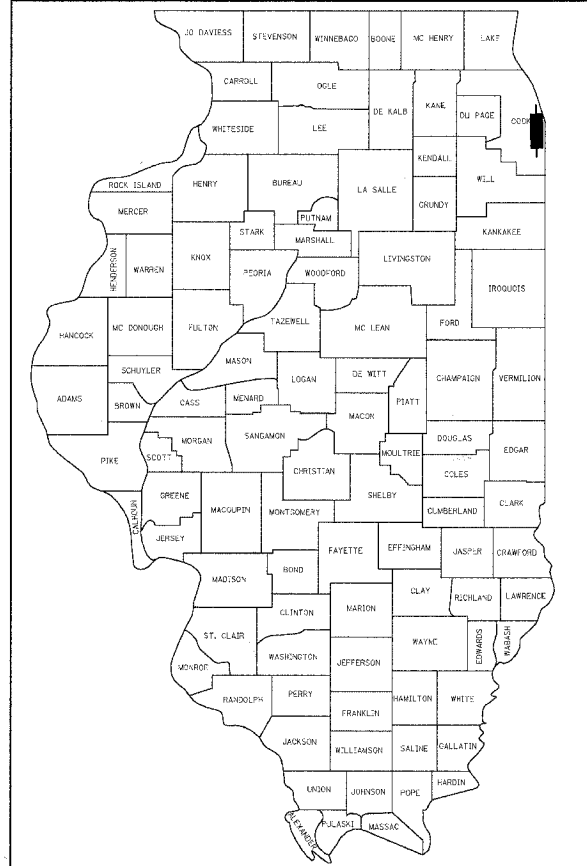 JO DAVIESS
STEVENSON
WINNEBAGO
BOONE
MC HENRY
LAKE
CARROLL
OGLE
DE KALB
KANE
DU PAGE
COOK
WHITESIDE
LEE
KENDALL
WILL
ROCK ISLAND
HENRY
BUREAU
LA SALLE
GRUNDY
MERCER
PUTNAM
STARK
MARSHALL
KANKAKEE
HENDERSON
WARREN
KNOX
PEORIA
WOODFORD
LIVINGSTON
IROQUOIS
HANCOCK
MC DONOUGH
FULTON
TAZEWELL
MC LEAN
FORD
SCHUYLER
MASON
LOGAN
DE WITT
CHAMPAIGN
VERMILION
ADAMS
BROWN
CASS
MENARD
MACON
PIATT
PIKE
SCOTT
MORGAN
SANGAMON
CHRISTIAN
MOULTRIE
DOUGLAS
EDGAR
COLES
CALHOUN
GREENE
MACOUPIN
MONTGOMERY
SHELBY
CUMBERLAND
CLARK
JERSEY
FAYETTE
EFFINGHAM
JASPER
CRAWFORD
MADISON
BOND
CLAY
RICHLAND
LAWRENCE
CLINTON
MARION
ST. CLAIR
WAYNE
EDWARDS
WABASH
MONROE
WASHINGTON
JEFFERSON
RANDOLPH
PERRY
HAMILTON
WHITE
FRANKLIN
JACKSON
WILLIAMSON
SALINE
GALLATIN
UNION
JOHNSON
POPE
HARDIN
ALEXANDER
PULASKI
MASSAC